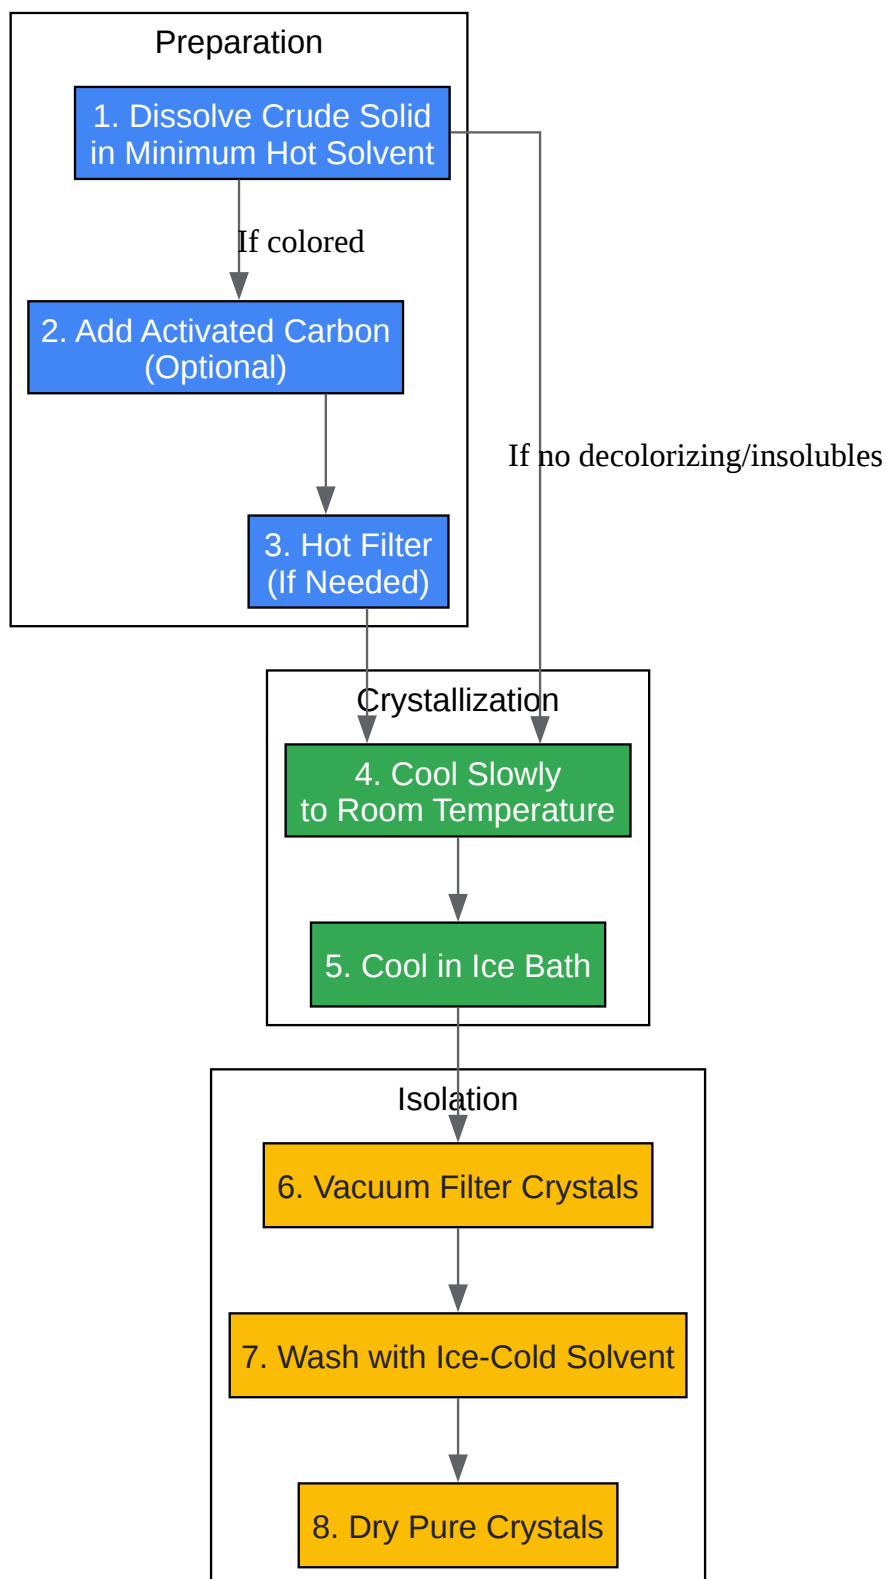 Preparation
1. Dissolve Crude Solid
in Minimum Hot Solvent
If colored
2. Add Activated Carbon
(Optional)
If no decolorizing/insolubles
3. Hot Filter
(If Needed)
Crystallization
4. Cool Slowly
to Room Temperature
5. Cool in Ice Bath
Isolation
6. Vacuum Filter Crystals
7. Wash with Ice-Cold Solvent
8. Dry Pure Crystals